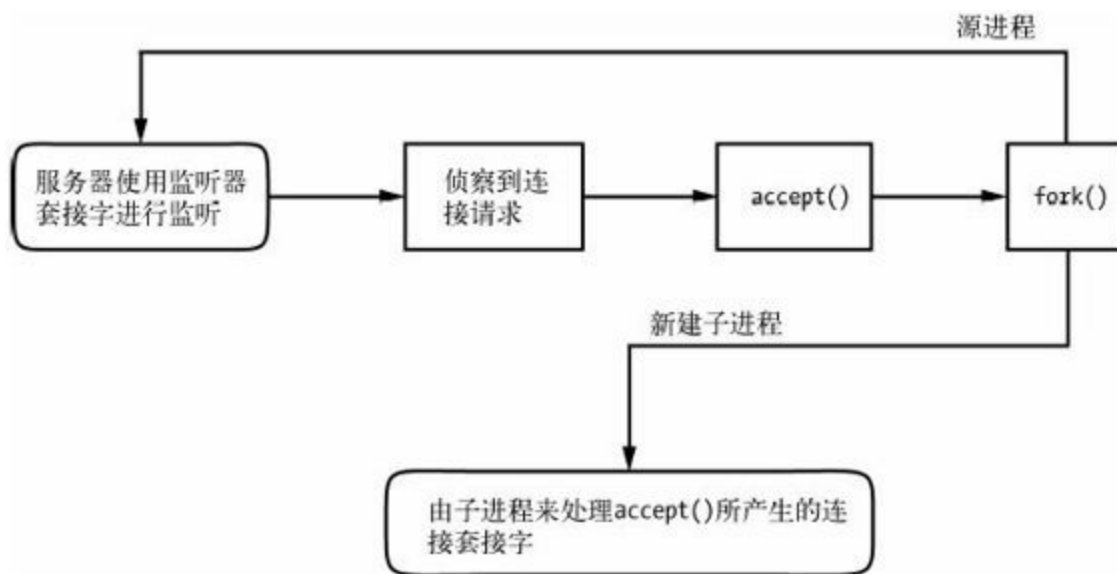 源进程
服务器使用监听器
套接字进行监听
侦察到连
接请求
accept()
fork()
新建子进程
由子进程来处理accept()所产生的连
接套接字